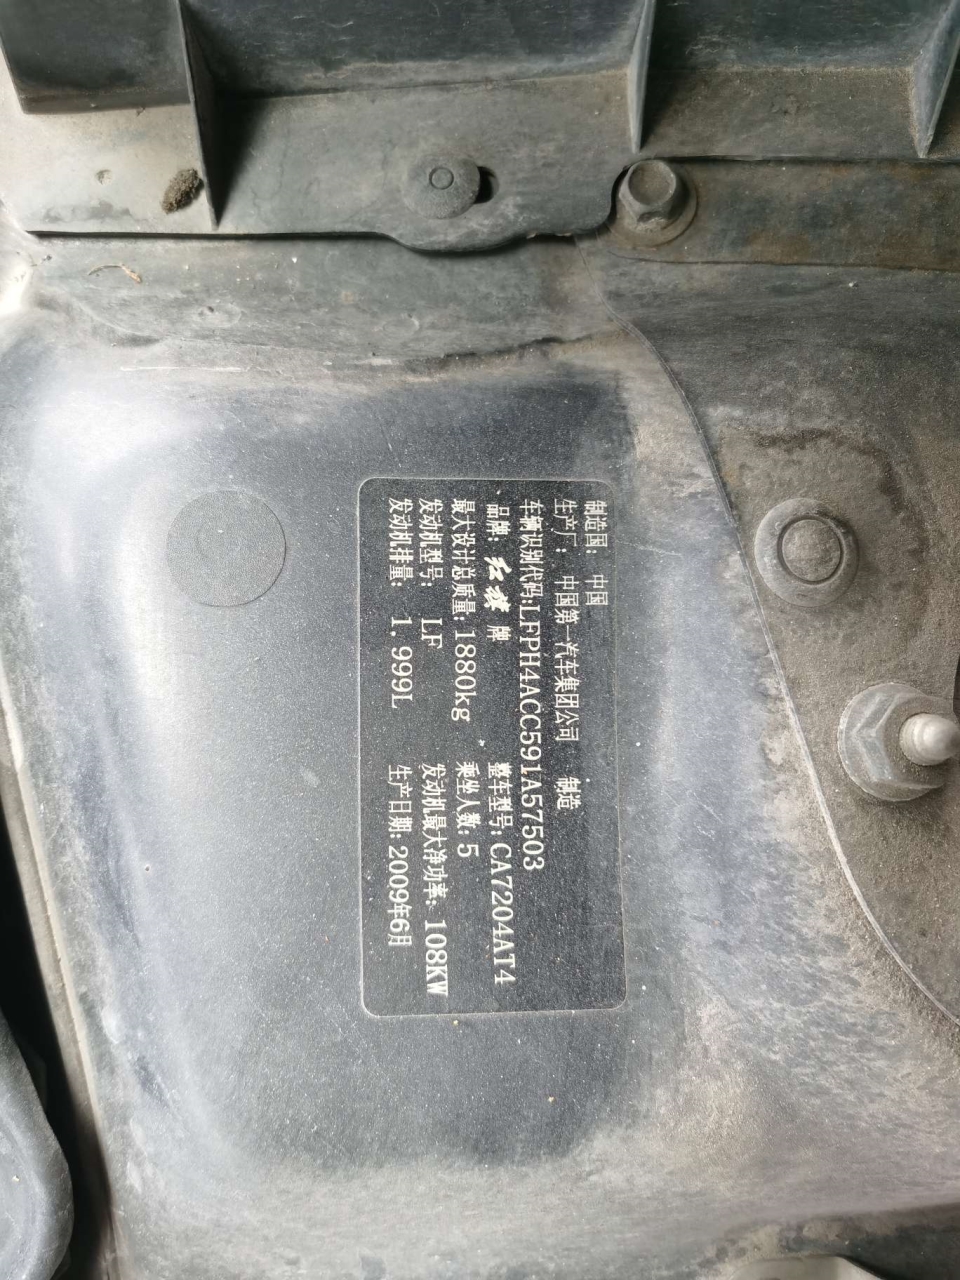 制造国: 中国
生产厂: 中国第一汽车集团公司 制造
车辆识别代码:LFPH4ACC591A57503
品牌: 红旗 牌 整车型号:CA7204AT4
最大设计总质量:1880kg 乘坐人数:5
发动机型号: LF 发动机最大净功率: 108KW
发动机排量: 1.999L 生产日期:2009年6月